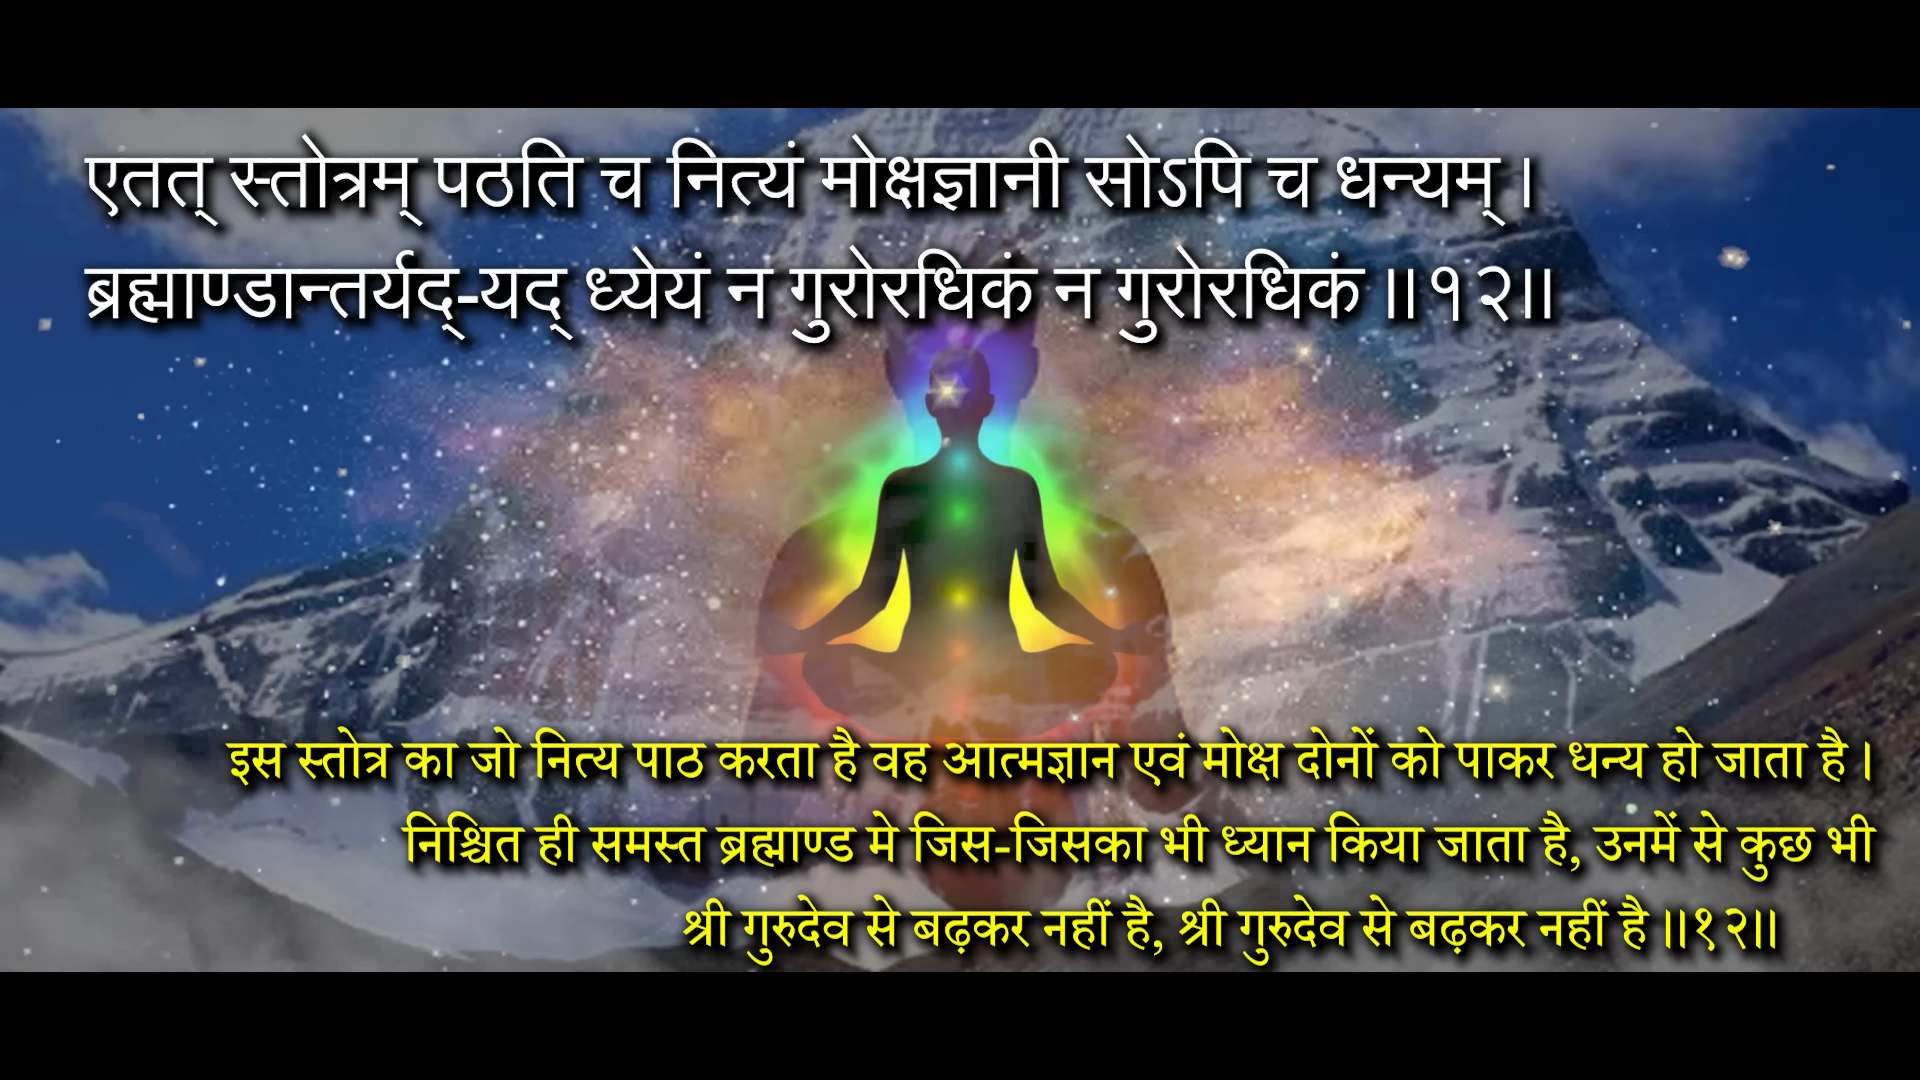 एतत् स्तोत्रम् पठति च नित्यं मोक्षज्ञानी सोऽपि च धन्यम् ।
ब्रह्माण्डान्तर्यद्-यद् ध्येयं न गुरोरधिकं न गुरोरधिकं ॥१२॥
इस स्तोत्र का जो नित्य पाठ करता है वह आत्मज्ञान एवं मोक्ष दोनों को पाकर धन्य हो जाता है ।
निश्चित ही समस्त ब्रह्माण्ड मे जिस-जिसका भी ध्यान किया जाता है, उनमें से कुछ भी
श्री गुरुदेव से बढ़कर नहीं है, श्री गुरुदेव से बढ़कर नहीं है ॥१२॥